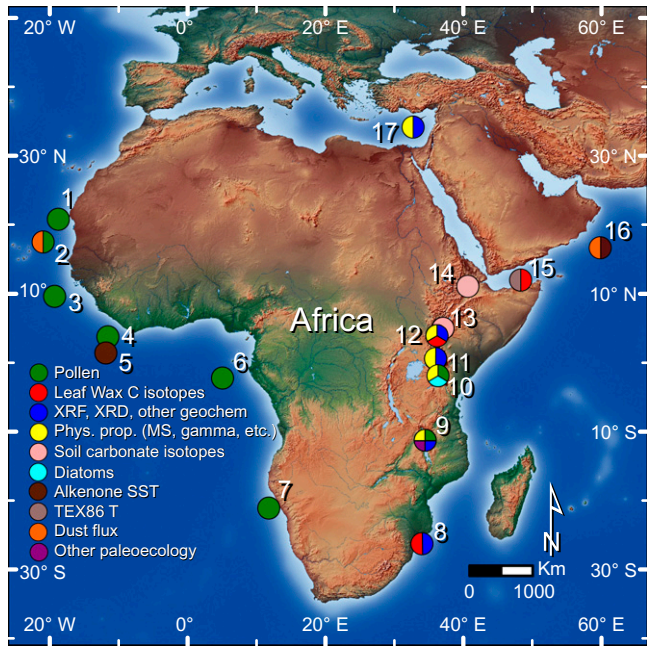 20° W 0° 20° E 40° E 60° E
17
30° N 30° N
1
2
16
14 15
10° N 3 10° N
Africa
13
4 12
5
6 11
Pollen 10
Leaf Wax C isotopes
XRF, XRD, other geochem
Phys. prop. (MS, gamma, etc.)
9
10° S
Soil carbonate isotopes
Diatoms
Alkenone SST
7
TEX86 T
Dust flux
8
N
Other paleoecology
Km
30° S 30° S
0 1000
20° W 0° 20° E 40° E 60° E
10° S